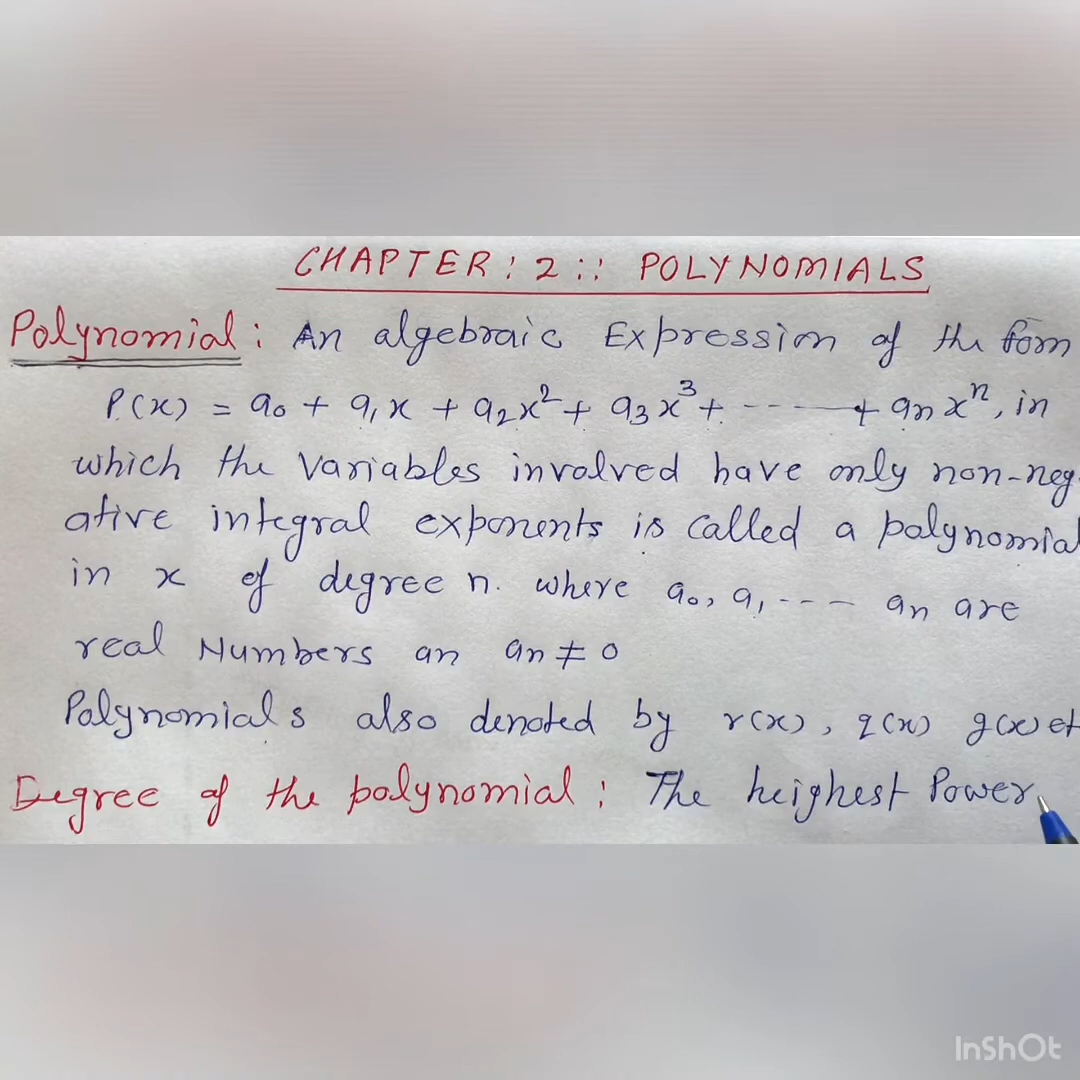 CHAPTER : 2 :: POLYNOMIALS
Polynomial : An algebraic Expression of the form
P(x) = a₀ + a₁x + a₂x² + a₃x³ + ------+ aₙxⁿ, in
which the Variables involved have only non-neg-
ative integral exponents is called a polynomial
in x of degree n. where a₀, a₁ --- aₙ are
real Numbers an aₙ ≠ 0
Polynomials also denoted by r(x), q(x) g(x) et
Degree of the polynomial : The heighest Power
InShOt